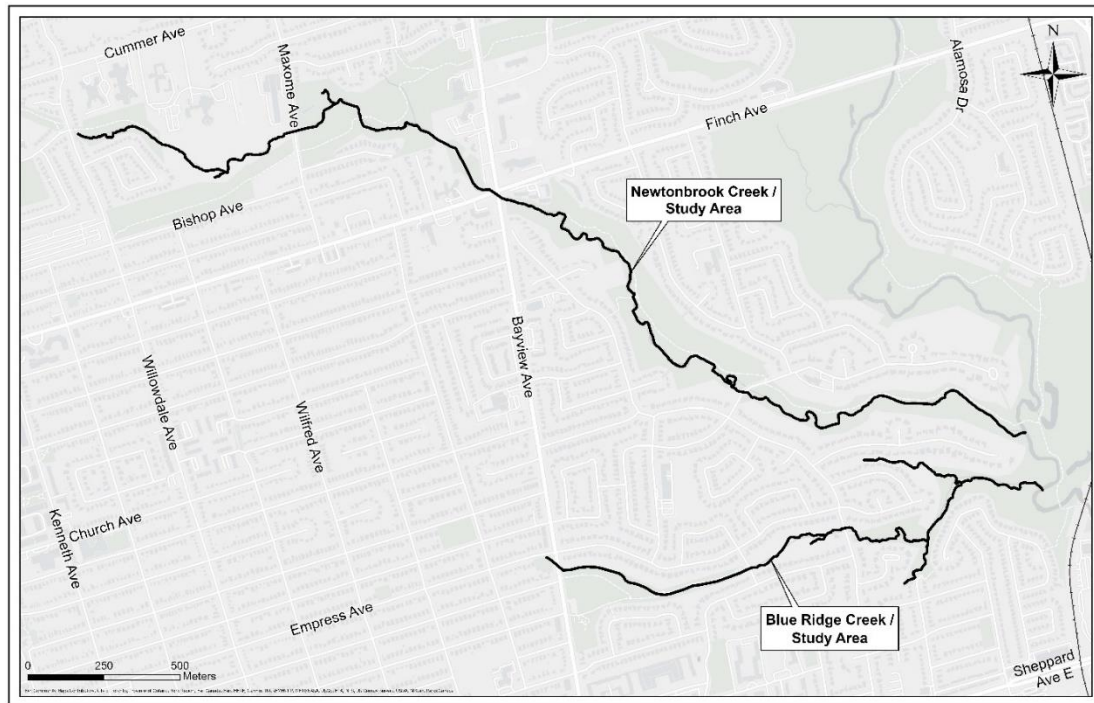 Cummer Ave
Maxome Ave
N
Alamosa Dr
Finch Ave
Newtonbrook Creek /
Study Area
Bishop Ave
Bayview Ave
Willowdale Ave
Wilfred Ave
Kenneth Ave
Church Ave
Empress Ave
Blue Ridge Creek /
Study Area
Sheppard
Ave E
0 250 500
Meters